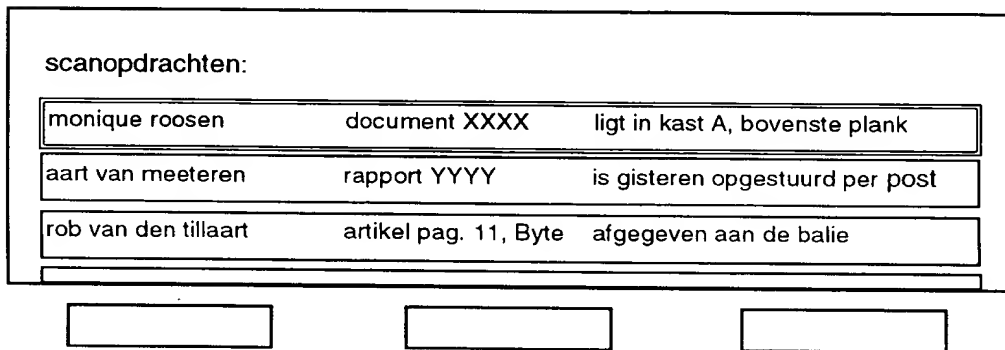 scanopdrachten:
monique roosen document XXXX ligt in kast A, bovenste plank
aart van meeteren rapport YYYY is gisteren opgestuurd per post
rob van den tillaart artikel pag. 11, Byte afgegeven aan de balie